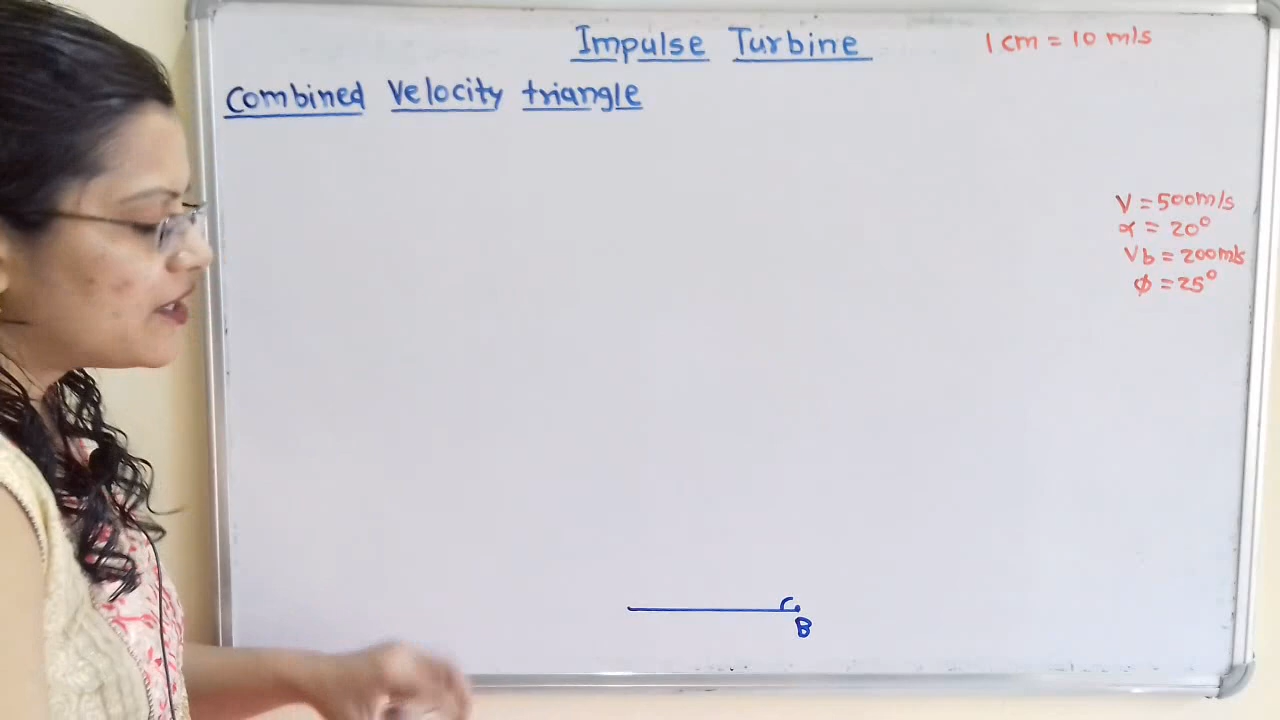 Impulse Turbine
1 cm = 10 m/s
Combined Velocity triangle
V = 500m/s
α = 20°
Vb = 200m/s
φ = 25°
B